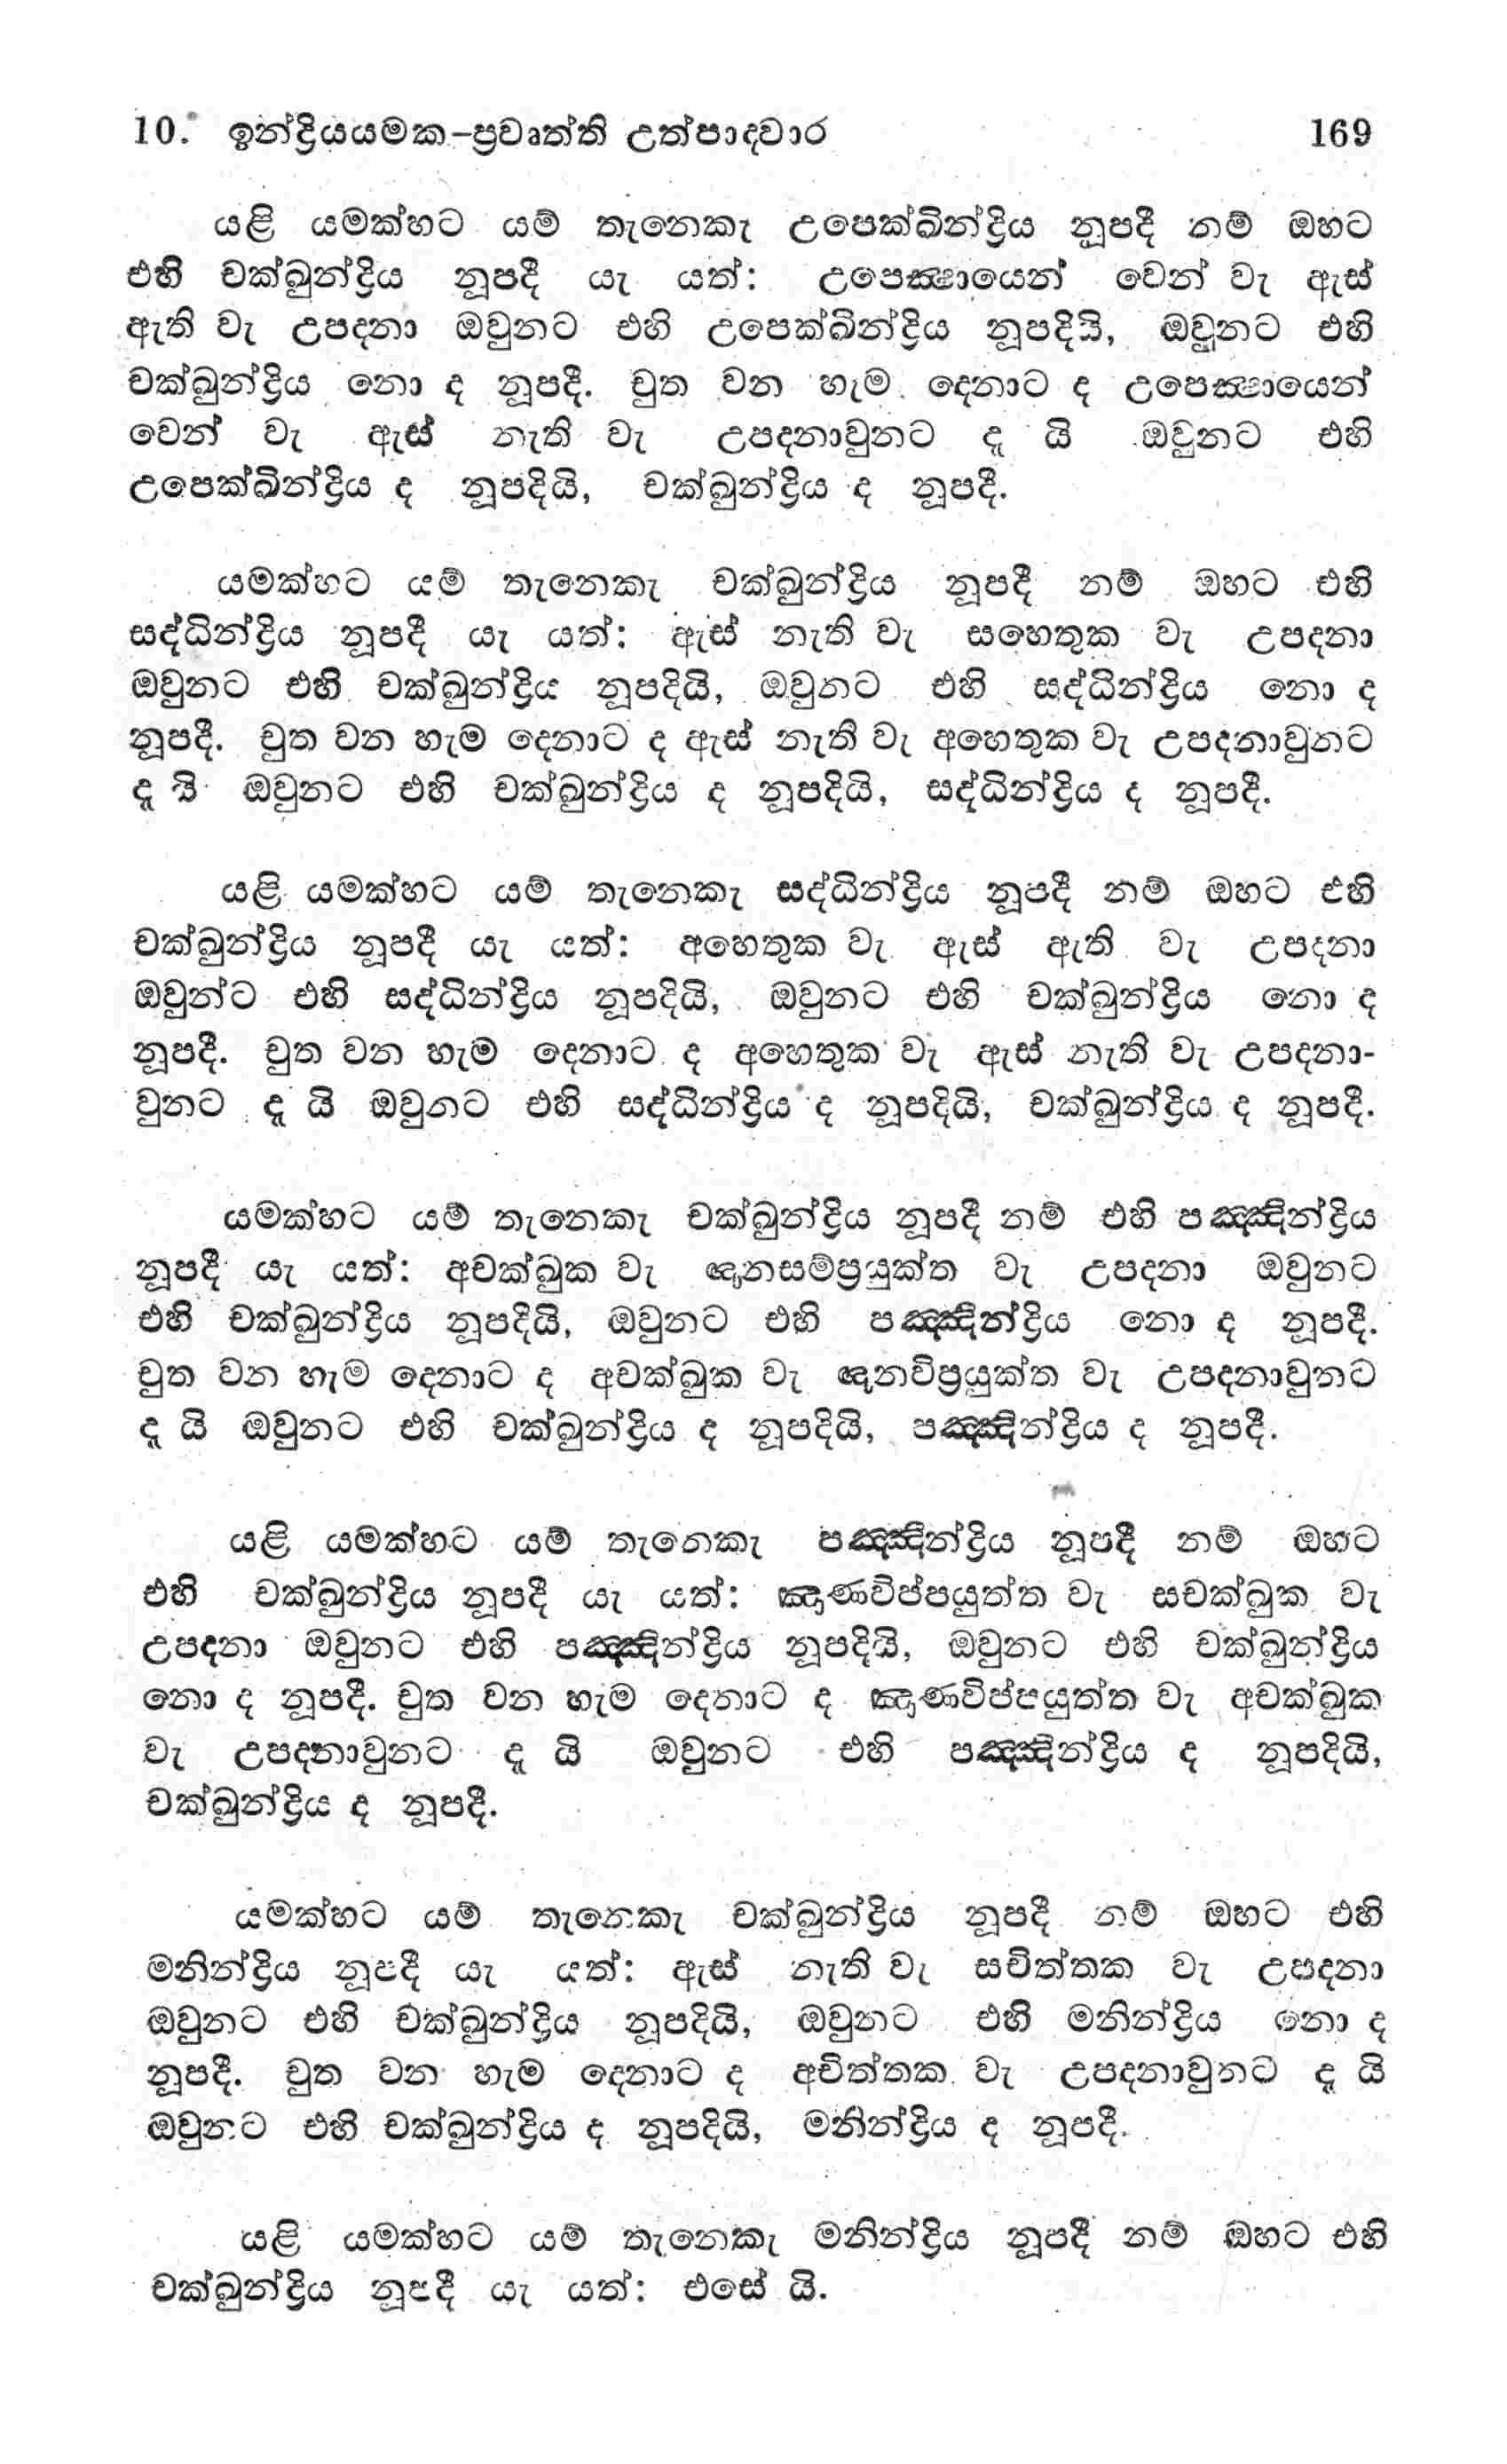 10. ඉන්ද්‍රියයමක-ප්‍රවෘත්ති උත්පාදවාර 169
යළි යමක්හට යම් තැනෙකැ උපෙක්ඛින්ද්‍රිය නූපදී නම් ඔහට
එහි චක්ඛුන්ද්‍රිය නූපදී යැ යත්: උපෙක්‍ෂායෙන් වෙන් වැ ඇස්
ඇති වැ උපදනා ඔවුනට එහි උපෙක්ඛින්ද්‍රිය නූපදියි, ඔවුනට එහි
චක්ඛුන්ද්‍රිය නො ද නූපදී. චුත වන හැම දෙනාට ද උපෙක්‍ෂායෙන්
වෙන් වැ ඇස් නැති වැ උපදනාවුනට දූ යි ඔවුනට එහි
උපෙක්ඛින්ද්‍රිය ද නූපදියි, චක්ඛුන්ද්‍රිය ද නූපදී.
යමක්හට යම් තැනෙකැ චක්ඛුන්ද්‍රිය නූපදී නම් ඔහට එහි
සද්ධින්ද්‍රිය නූපදී යැ යත්: ඇස් නැති වැ සහෙතුක වැ උපදනා
ඔවුනට එහි චක්ඛුන්ද්‍රිය නූපදියි, ඔවුනට එහි සද්ධින්ද්‍රිය නො ද
නූපදී. චුත වන හැම දෙනාට ද ඇස් නැති වැ අහෙතුක වැ උපදනාවුනට
දූ යි ඔවුනට එහි චක්ඛුන්ද්‍රිය ද නූපදියි, සද්ධින්ද්‍රිය ද නූපදී.
යළි යමක්හට යම් තැනෙකැ සද්ධින්ද්‍රිය නූපදී නම් ඔහට එහි
චක්ඛුන්ද්‍රිය නූපදී යැ යත්: අහෙතුක වැ ඇස් ඇති වැ උපදනා
ඔවුන්ට එහි සද්ධින්ද්‍රිය නූපදියි, ඔවුනට එහි චක්ඛුන්ද්‍රිය නො ද
නූපදී. චුත වන හැම දෙනාට ද අහෙතුක වැ ඇස් නැති වැ උපදනා-
වුනට දූ යි ඔවුනට එහි සද්ධින්ද්‍රිය ද නූපදියි, චක්ඛුන්ද්‍රිය ද නූපදී.
යමක්හට යම් තැනෙකැ චක්ඛුන්ද්‍රිය නූපදී නම් එහි පඤ්ඤින්ද්‍රිය
නූපදී යැ යත්: අචක්ඛුක වැ ඥානසම්ප්‍රයුක්ත වැ උපදනා ඔවුනට
එහි චක්ඛුන්ද්‍රිය නූපදියි, ඔවුනට එහි පඤ්ඤින්ද්‍රිය නො ද නූපදී.
චුත වන හැම දෙනාට ද අචක්ඛුක වැ ඥානවිප්‍රයුක්ත වැ උපදනාවුනට
දූ යි ඔවුනට එහි චක්ඛුන්ද්‍රිය ද නූපදියි, පඤ්ඤින්ද්‍රිය ද නූපදී.
යළි යමක්හට යම් තැනෙකැ පඤ්ඤින්ද්‍රිය නූපදී නම් ඔහට
එහි චක්ඛුන්ද්‍රිය නූපදී යැ යත්: ඤාණවිප්පයුත්ත වැ සචක්ඛුක වැ
උපදනා ඔවුනට එහි පඤ්ඤින්ද්‍රිය නූපදියි, ඔවුනට එහි චක්ඛුන්ද්‍රිය
නො ද නූපදී. චුත වන හැම දෙනාට ද ඤාණවිප්පයුත්ත වැ අචක්ඛුක
වැ උපදනාවුනට දූ යි ඔවුනට එහි පඤ්ඤින්ද්‍රිය ද නූපදියි,
චක්ඛුන්ද්‍රිය ද නූපදී.
යමක්හට යම් තැනෙකැ චක්ඛුන්ද්‍රිය නූපදී නම් ඔහට එහි
මනින්ද්‍රිය නූපදී යැ යත්: ඇස් නැති වැ සචිත්තක වැ උපදනා
ඔවුනට එහි චක්ඛුන්ද්‍රිය නූපදියි, ඔවුනට එහි මනින්ද්‍රිය නො ද
නූපදී. චුත වන හැම දෙනාට ද අචිත්තක වැ උපදනාවුනට දූ යි
ඔවුනට එහි චක්ඛුන්ද්‍රිය ද නූපදියි, මනින්ද්‍රිය ද නූපදී.
යළි යමක්හට යම් තැනෙකැ මනින්ද්‍රිය නූපදී නම් ඔහට එහි
චක්ඛුන්ද්‍රිය නූපදී යැ යත්: එසේ යි.